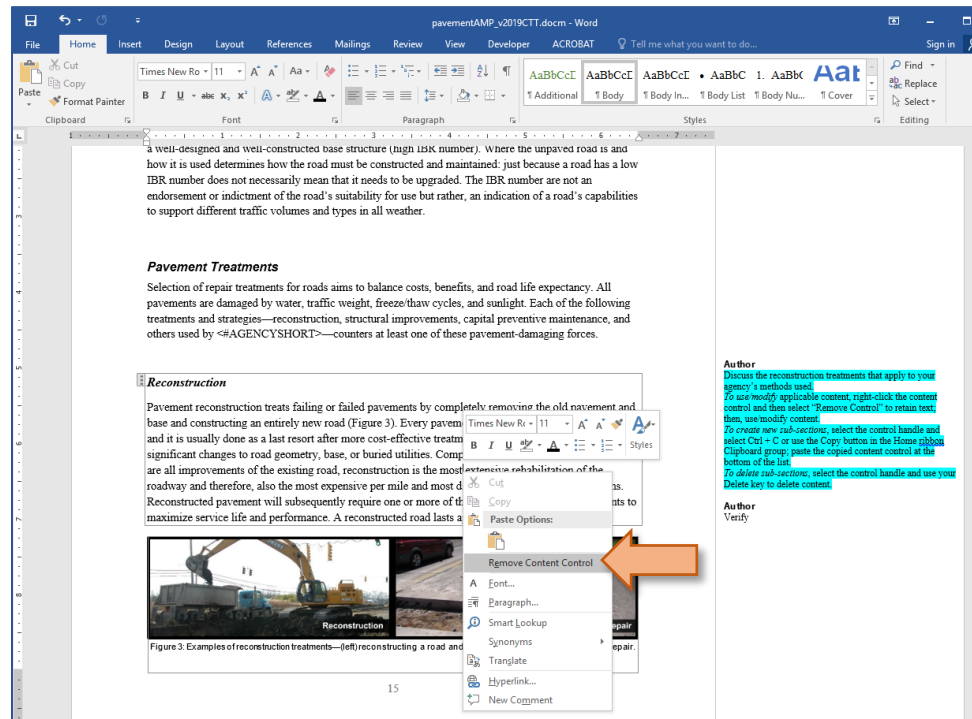 pavementAMP_v2019CTT.docm - Word
File Home Insert Design Layout References Mailings Review View Developer ACROBAT Tell me what you want to do... Sign in
Paste
Cut
Copy
Format Painter
Clipboard
Times New Ro 11 A A Aa
B I U abc x₂ x² A A
Font
Paragraph
AaBbCcI AaBbCcI AaBbCcI • AaBbC 1. AaBb( Aat
¶ Additional ¶ Body ¶ Body In... ¶ Body List ¶ Body Nu... ¶ Cover
Styles
Find
Replace
Select
Editing
1 1 2 3 4 5 6 7
a well-designed and well-constructed base structure (high IBR number). Where the unpaved road is and
how it is used determines how the road must be constructed and maintained: just because a road has a low
IBR number does not necessarily mean that it needs to be upgraded. The IBR number are not an
endorsement or indictment of the road's suitability for use but rather, an indication of a road's capabilities
to support different traffic volumes and types in all weather.
Pavement Treatments
Selection of repair treatments for roads aims to balance costs, benefits, and road life expectancy. All
pavements are damaged by water, traffic weight, freeze/thaw cycles, and sunlight. Each of the following
treatments and strategies—reconstruction, structural improvements, capital preventive maintenance, and
others used by <#AGENCYSHORT>—counters at least one of these pavement-damaging forces.
Reconstruction
Pavement reconstruction treats failing or failed pavements by completely removing the old pavement and
base and constructing an entirely new road (Figure 3). Every pavem
and it is usually done as a last resort after more cost-effective treatm
significant changes to road geometry, base, or buried utilities. Comp
are all improvements of the existing road, reconstruction is the most extensive rehabilitation of the
roadway and therefore, also the most expensive per mile and most d ns.
Reconstructed pavement will subsequently require one or more of th nts to
maximize service life and performance. A reconstructed road lasts a
Reconstruction
epair
Figure 3: Examples of reconstruction treatments—(left) reconstructing a road and epair.
15
Times New R 11 A A
B I U A Styles
Cut
Copy
Paste Options:
Remove Content Control
Font...
Paragraph...
Smart Lookup
Synonyms
Translate
Hyperlink...
New Comment
Author
Discuss the reconstruction treatments that apply to your
agency's methods used.
To use/modify applicable content, right-click the content
control and then select "Remove Control" to retain text;
then, use/modify content.
To create new sub-sections, select the control handle and
select Ctrl + C or use the Copy button in the Home ribbon
Clipboard group; paste the copied content control at the
bottom of the list.
To delete sub-sections, select the control handle and use your
Delete key to delete content.
Author
Verify